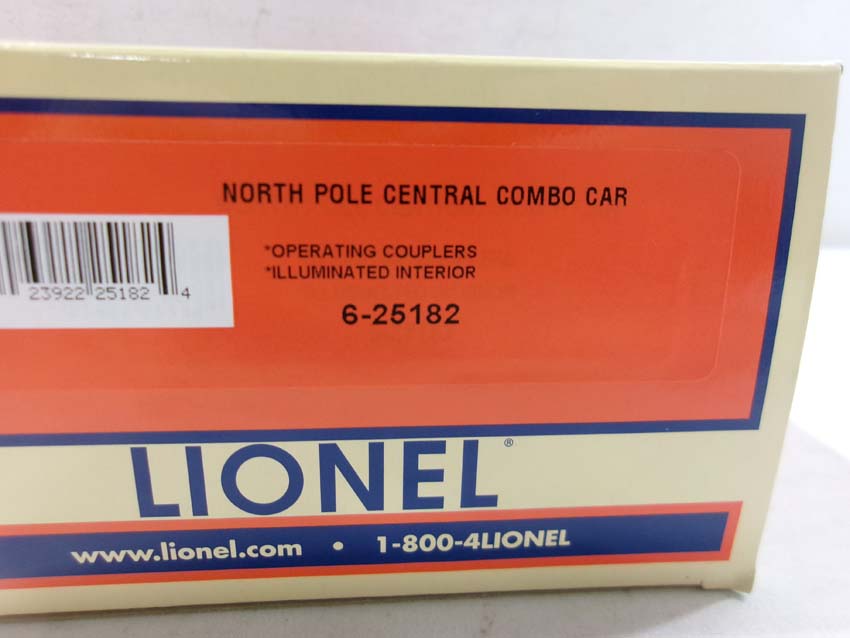 NORTH POLE CENTRAL COMBO CAR
*OPERATING COUPLERS
*ILLUMINATED INTERIOR
23922 25182 4
6-25182
LIONEL®
www.lionel.com • 1-800-4LIONEL